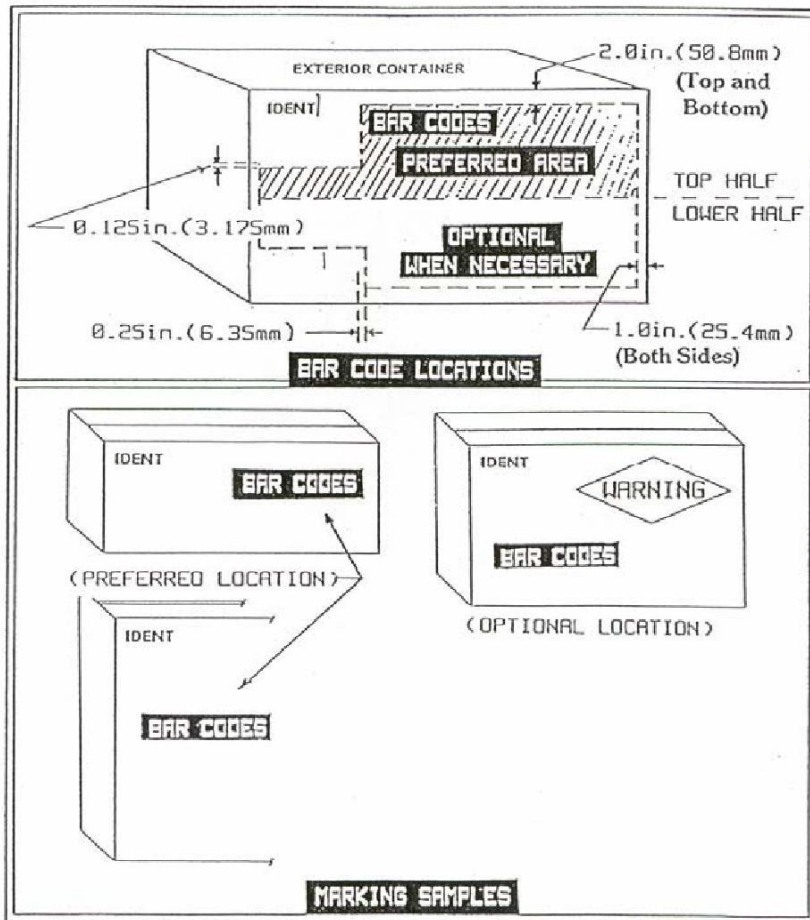 2.0in.(50.8mm)
(Top and
Bottom)
EXTERIOR CONTAINER
IDENT
BAR CODES
PREFERRED AREA
TOP HALF
LOWER HALF
0.125in.(3.175mm)
OPTIONAL
WHEN NECESSARY
0.25in.(6.35mm)
1.0in.(25.4mm)
(Both Sides)
BAR CODE LOCATIONS
IDENT
BAR CODES
(PREFERRED LOCATION)
IDENT
WARNING
BAR CODES
(OPTIONAL LOCATION)
IDENT
BAR CODES
MARKING SAMPLES